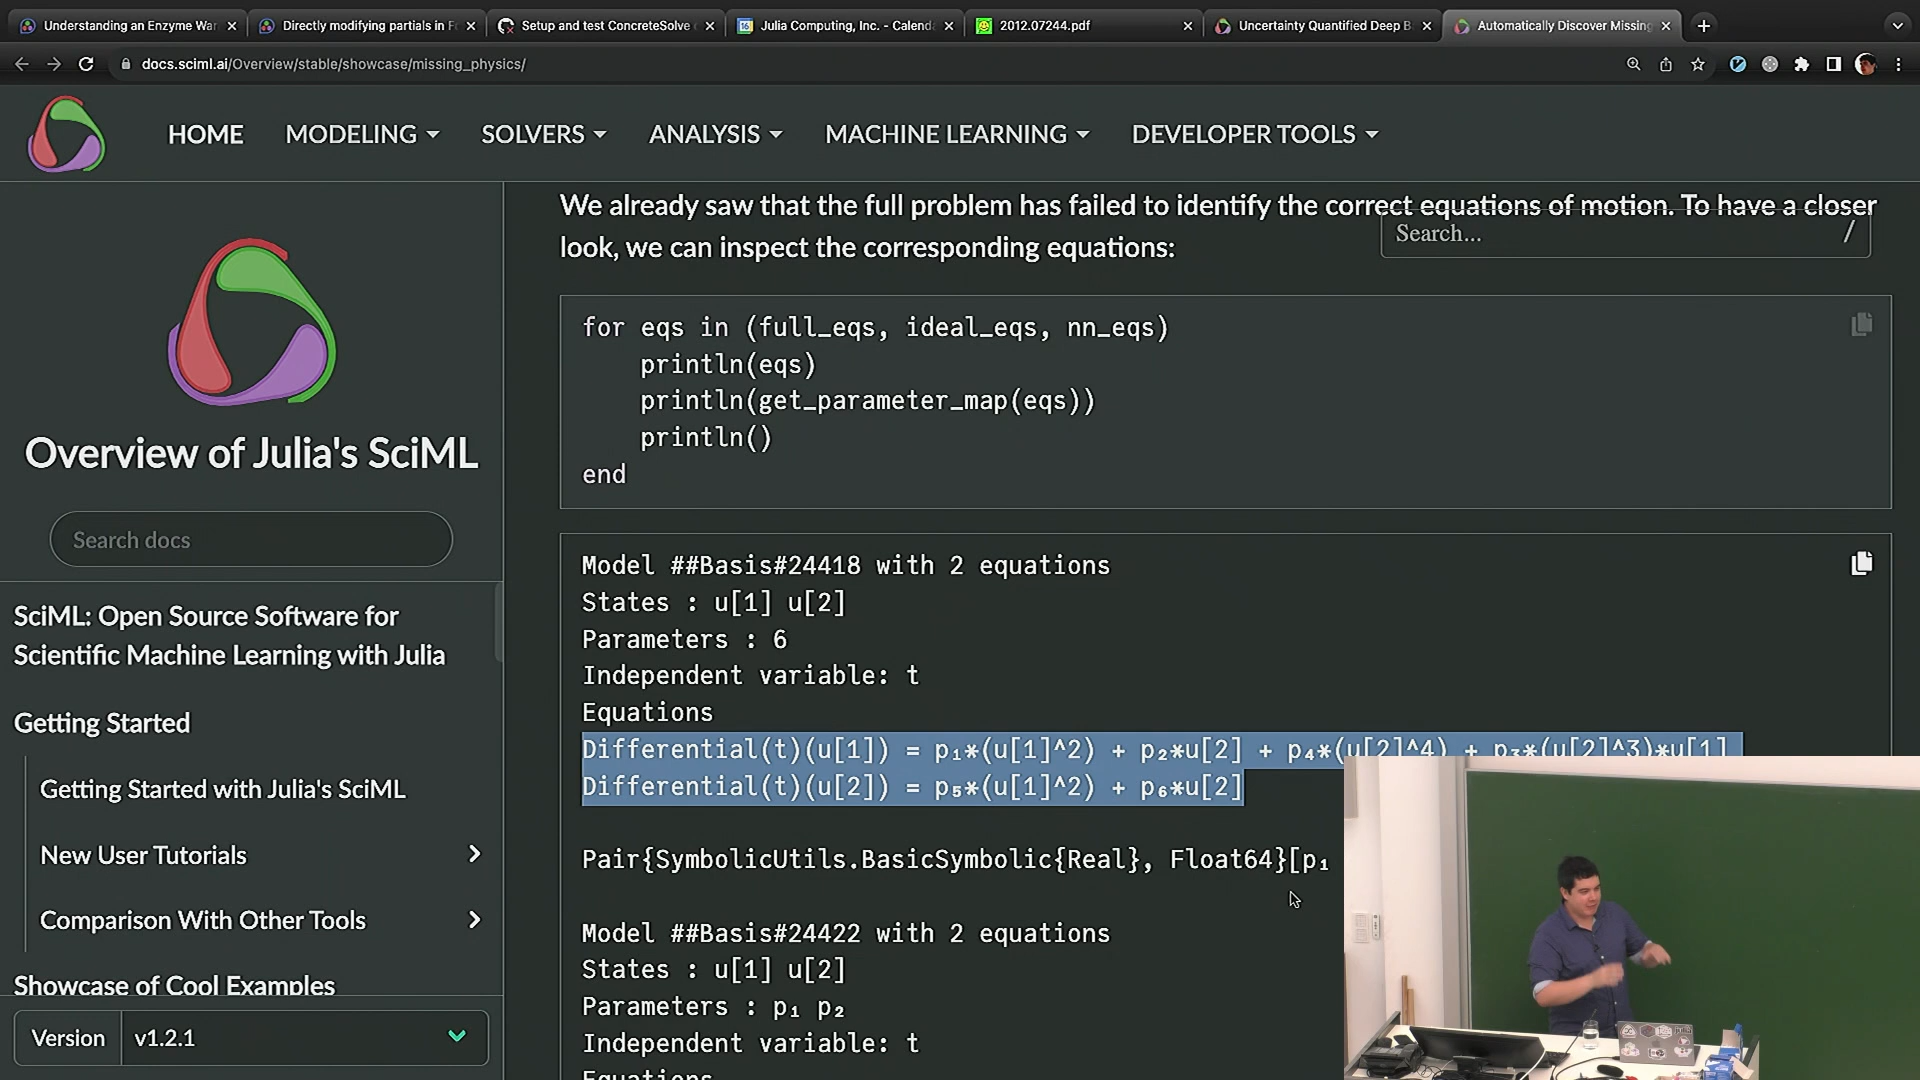 Understanding an Enzyme War
Directly modifying partials in Fo
Setup and test ConcreteSolve
Julia Computing, Inc. - Calenda
2012.07244.pdf
Uncertainty Quantified Deep B
Automatically Discover Missing
docs.sciml.ai/Overview/stable/showcase/missing_physics/
HOME MODELING SOLVERS ANALYSIS MACHINE LEARNING DEVELOPER TOOLS
Overview of Julia's SciML
Search docs
SciML: Open Source Software for
Scientific Machine Learning with Julia
Getting Started
Getting Started with Julia's SciML
New User Tutorials
Comparison With Other Tools
Showcase of Cool Examples
Version v1.2.1
We already saw that the full problem has failed to identify the correct equations of motion. To have a closer
look, we can inspect the corresponding equations:
Search... /
for eqs in (full_eqs, ideal_eqs, nn_eqs)
    println(eqs)
    println(get_parameter_map(eqs))
    println()
end
Model ##Basis#24418 with 2 equations
States : u[1] u[2]
Parameters : 6
Independent variable: t
Equations
Differential(t)(u[1]) = p₁*(u[1]^2) + p₂*u[2] + p₄*(u[2]^4) + p₃*(u[2]^3)*u[1]
Differential(t)(u[2]) = p₅*(u[1]^2) + p₆*u[2]
Pair{SymbolicUtils.BasicSymbolic{Real}, Float64}[p₁
Model ##Basis#24422 with 2 equations
States : u[1] u[2]
Parameters : p₁ p₂
Independent variable: t
Equations